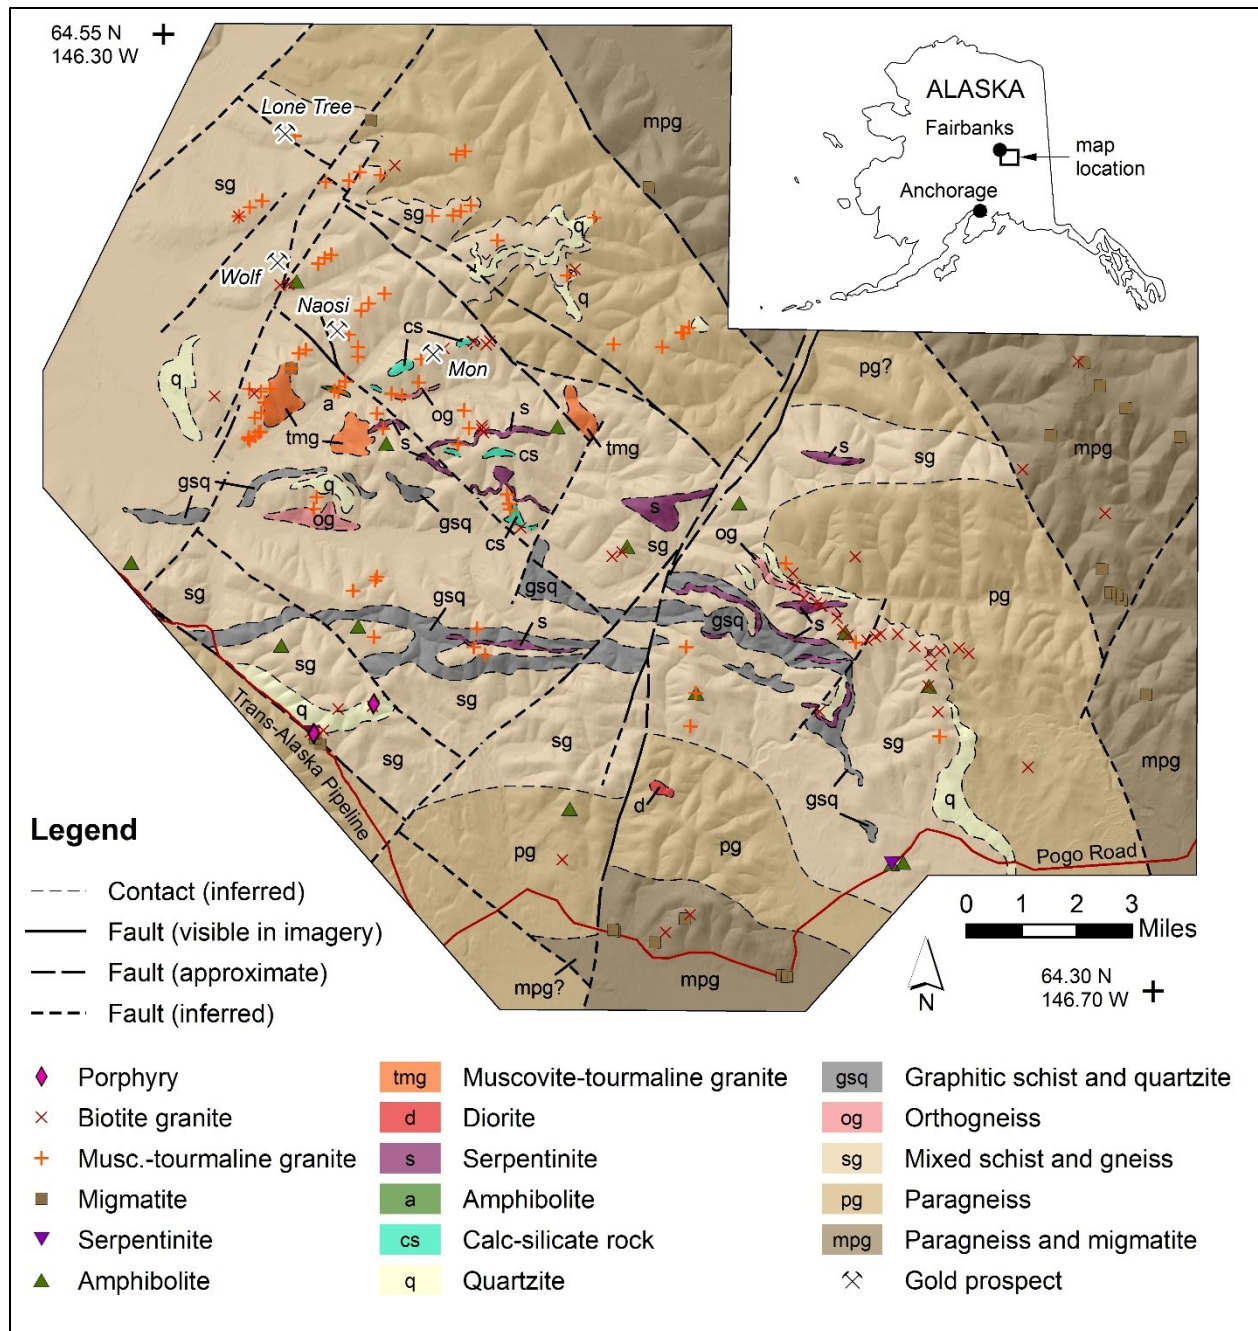 64.55 N
146.30 W
ALASKA
Fairbanks
map
location
Anchorage
Lone Tree
mpg
sg
sg
q
Wolf
q
Naosi
cs
Mon
pg?
q
a
og
s
tmg
s
cs
tmg
s
sg
mpg
gsq
q
og
gsq
cs
s
sg
og
sg
gsq
gsq
s
gsq
s
pg
sg
sg
q
sg
sg
sg
mpg
Trans-Alaska Pipeline
d
gsq
q
pg
pg
Pogo Road
mpg?
mpg
0 1 2 3
Miles
N
64.30 N
146.70 W
Legend
Contact (inferred)
Fault (visible in imagery)
Fault (approximate)
Fault (inferred)
Porphyry
Biotite granite
Musc.-tourmaline granite
Migmatite
Serpentinite
Amphibolite
tmg Muscovite-tourmaline granite
d Diorite
s Serpentinite
a Amphibolite
cs Calc-silicate rock
q Quartzite
gsq Graphitic schist and quartzite
og Orthogneiss
sg Mixed schist and gneiss
pg Paragneiss
mpg Paragneiss and migmatite
Gold prospect